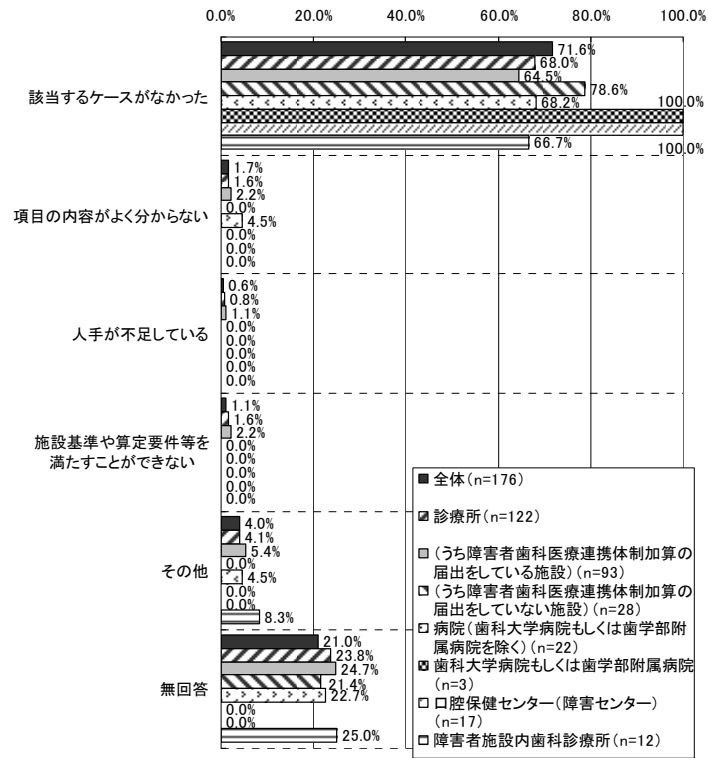 0.0% 20.0% 40.0% 60.0% 80.0% 100.0%
該当するケースがなかった
71.6%
68.0%
64.5%
78.6%
68.2%
100.0%
100.0%
66.7%
項目の内容がよく分からない
1.7%
1.6%
2.2%
0.0%
4.5%
0.0%
0.0%
0.0%
人手が不足している
0.6%
0.8%
1.1%
0.0%
0.0%
0.0%
0.0%
0.0%
施設基準や算定要件等を
満たすことができない
1.1%
1.6%
2.2%
0.0%
0.0%
0.0%
0.0%
0.0%
その他
4.0%
4.1%
5.4%
0.0%
4.5%
0.0%
0.0%
8.3%
無回答
21.0%
23.8%
24.7%
21.4%
22.7%
0.0%
0.0%
25.0%
全体(n=176)
診療所(n=122)
(うち障害者歯科医療連携体制加算の
届出をしている施設)(n=93)
(うち障害者歯科医療連携体制加算の
届出をしていない施設)(n=28)
病院(歯科大学病院もしくは歯学部附
属病院を除く)(n=22)
歯科大学病院もしくは歯学部附属病院
(n=3)
口腔保健センター(障害センター)
(n=17)
障害者施設内歯科診療所(n=12)